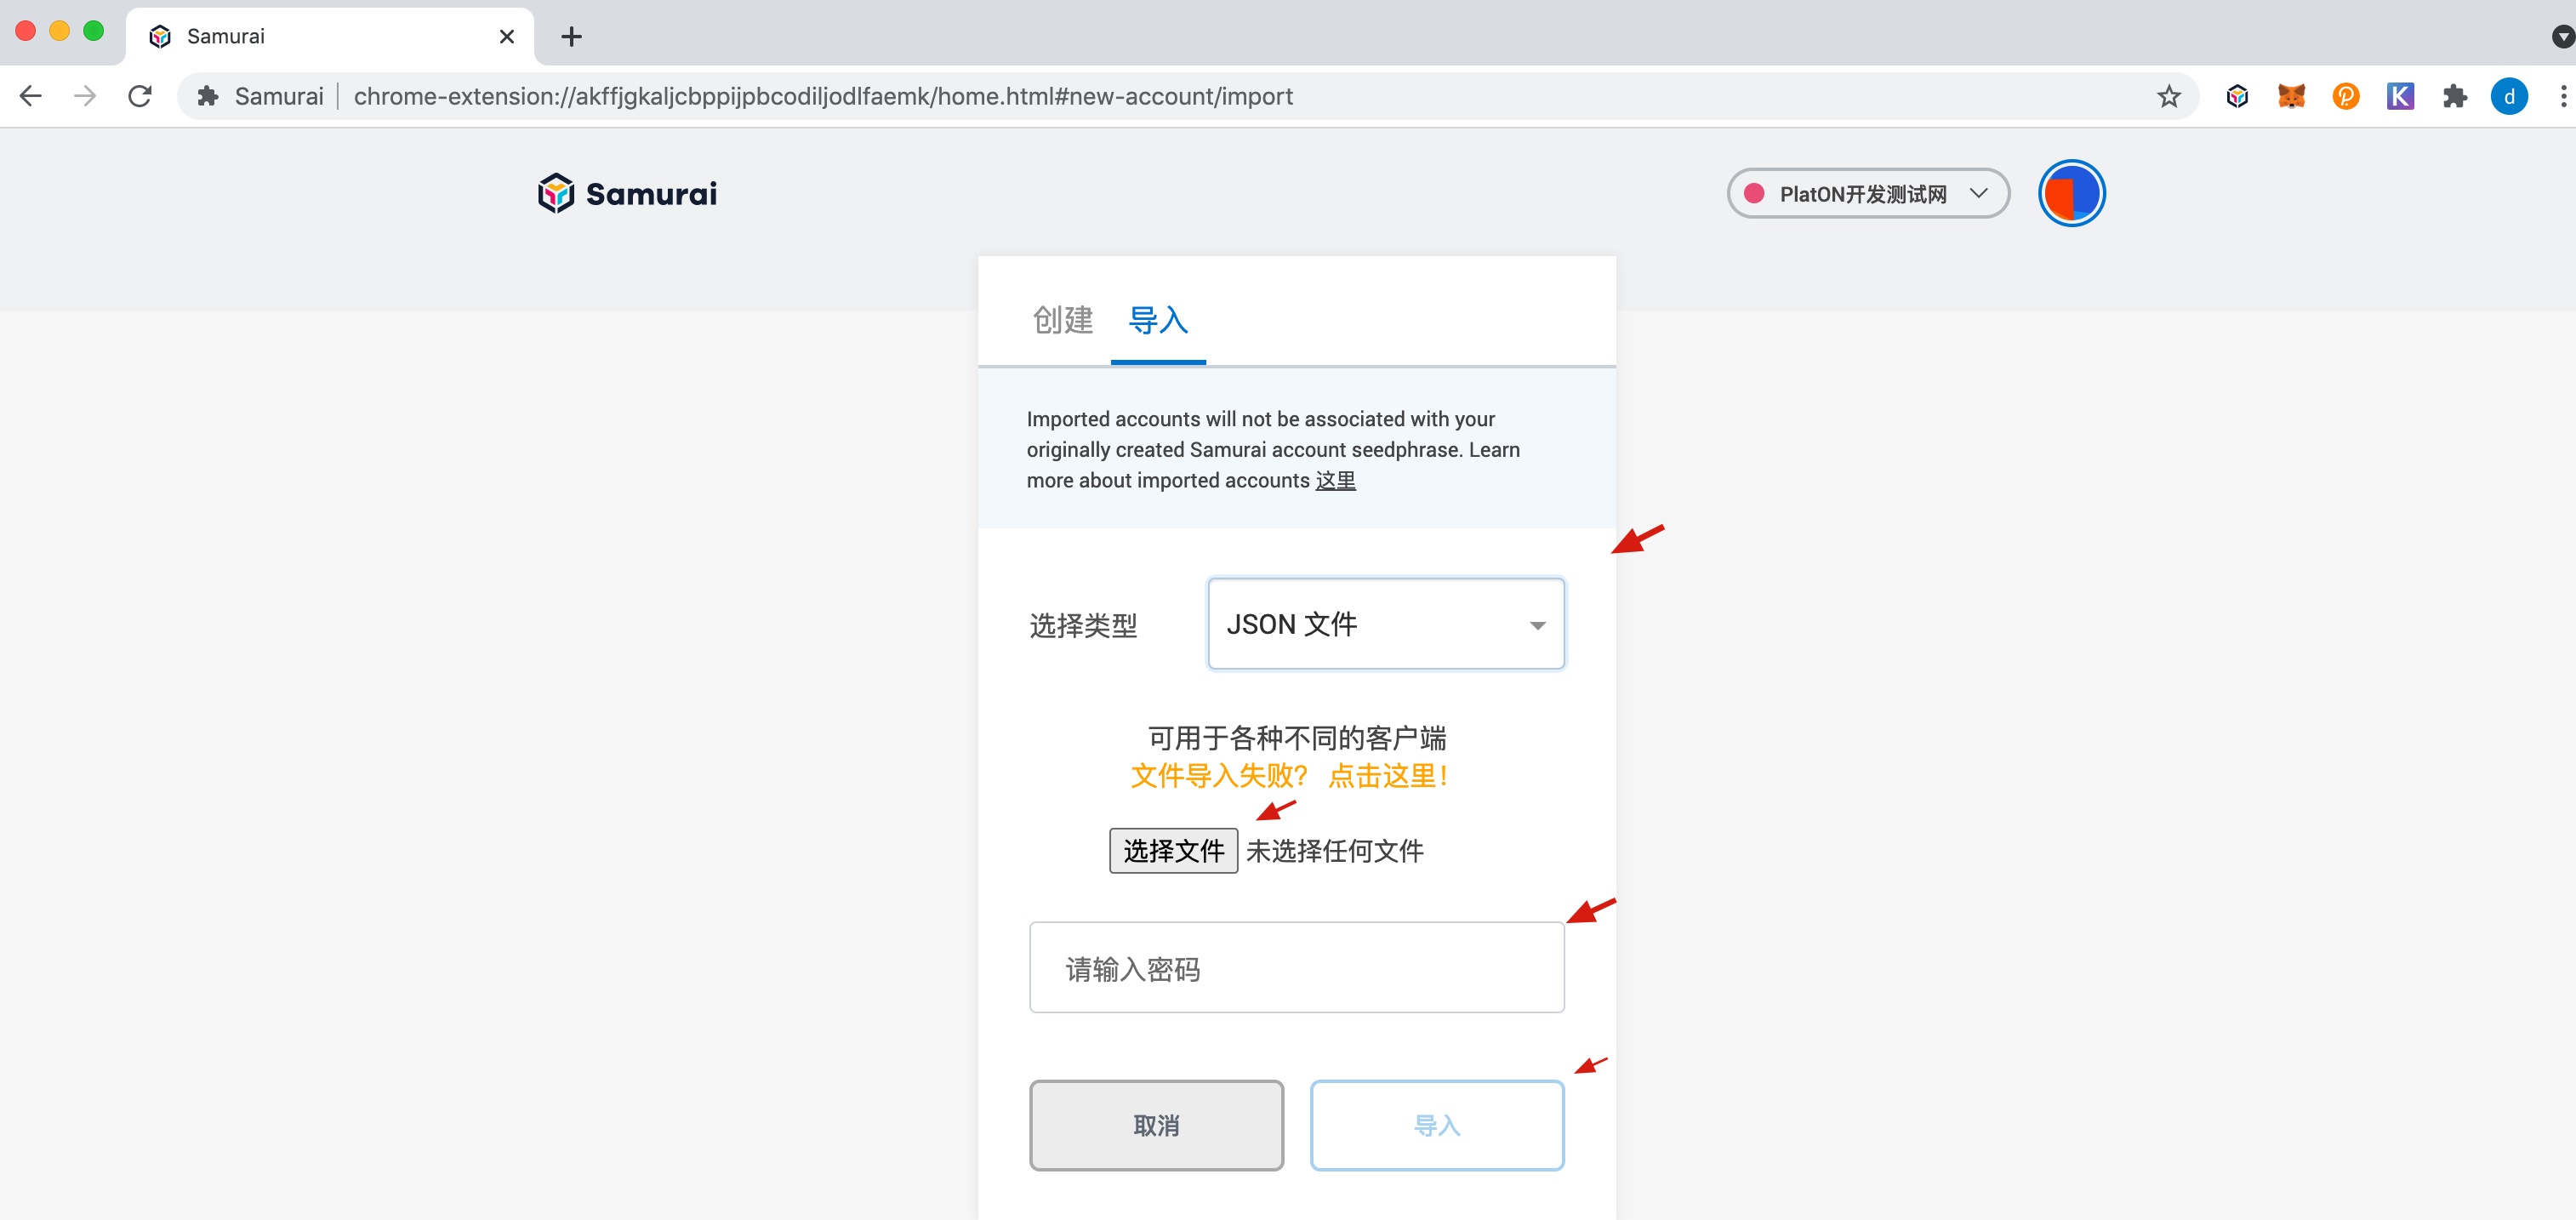 Samurai
Samurai
chrome-extension://akffjgkaljcbppijpbcodiljodlfaemk/home.html#new-account/import
K
d
Samurai
PlatON开发测试网
创建
导入
Imported accounts will not be associated with your
originally created Samurai account seedphrase. Learn
more about imported accounts 这里
选择类型
JSON 文件
可用于各种不同的客户端
文件导入失败? 点击这里!
选择文件 未选择任何文件
请输入密码
取消
导入